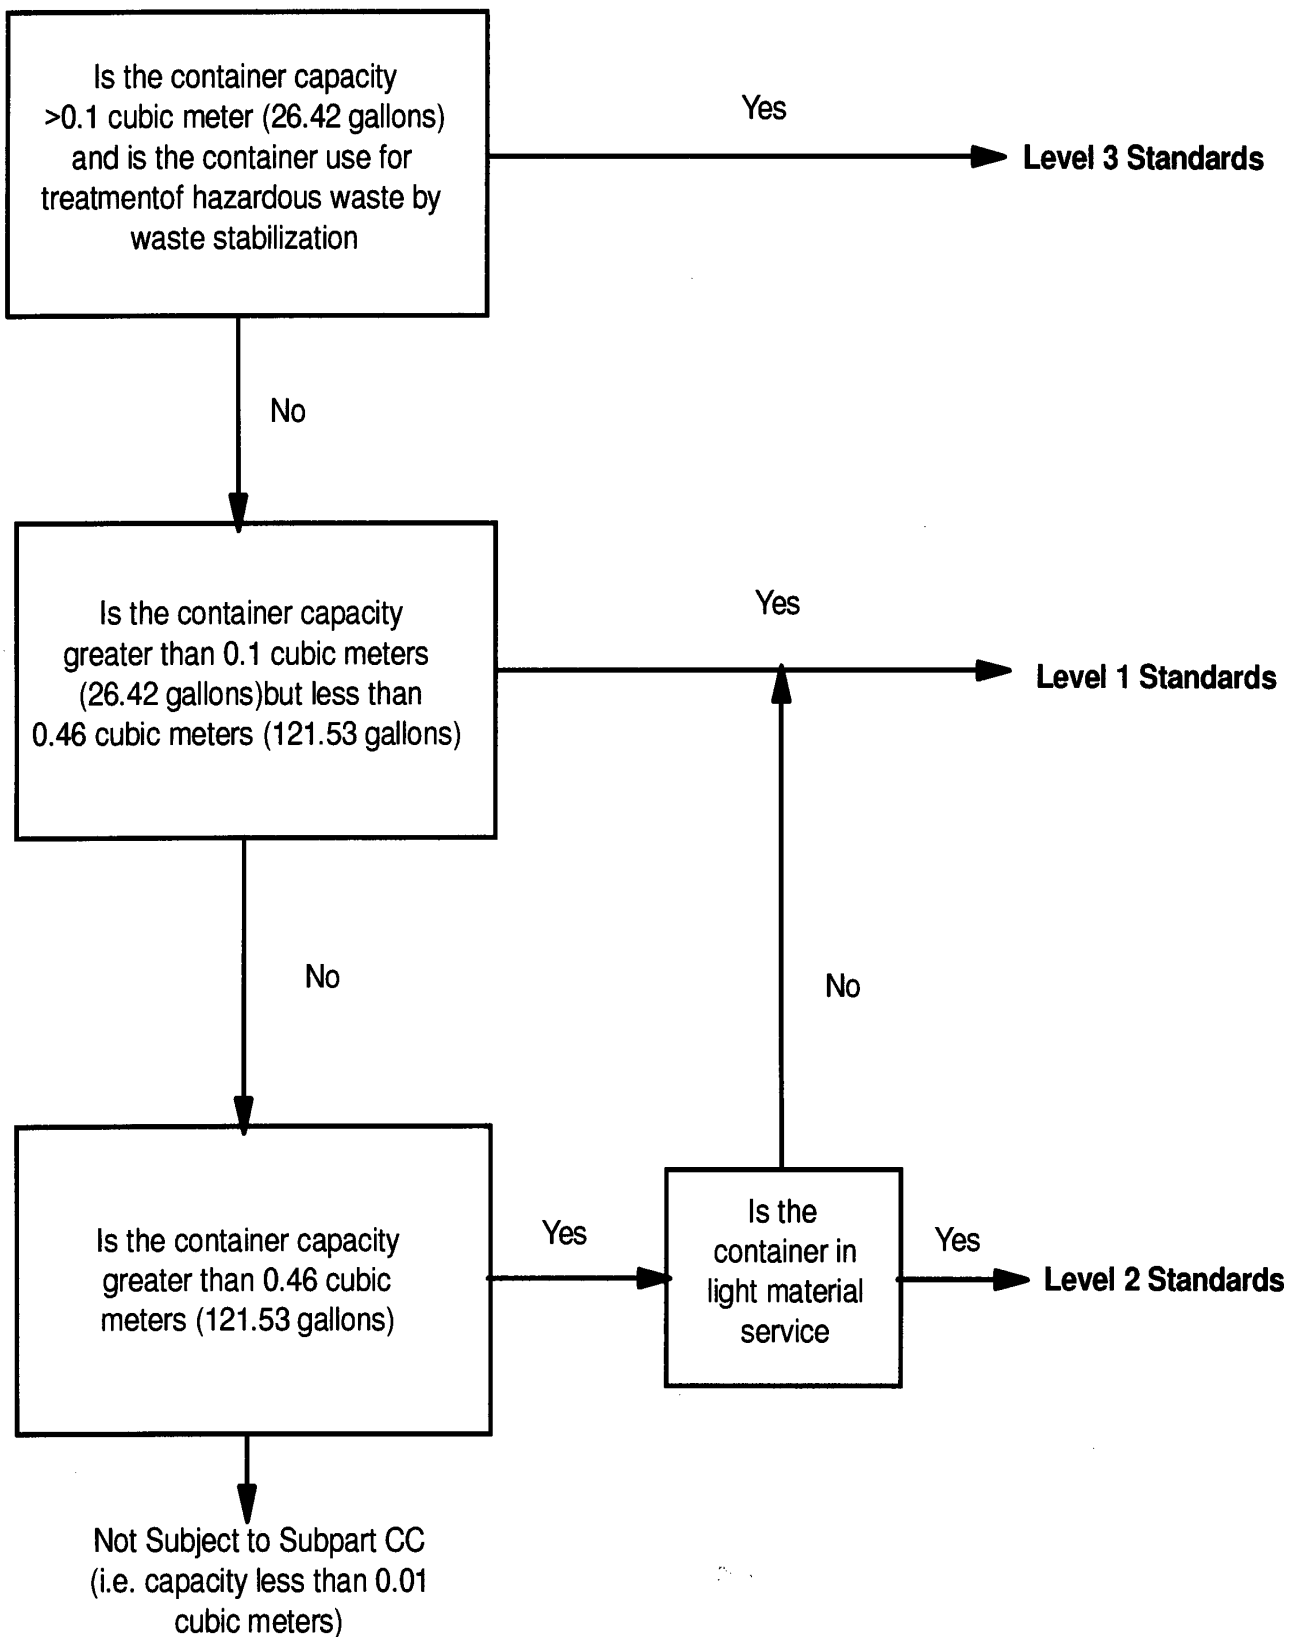 Is the container capacity
>0.1 cubic meter (26.42 gallons)
and is the container use for
treatmentof hazardous waste by
waste stabilization
Yes
Level 3 Standards
No
Is the container capacity
greater than 0.1 cubic meters
(26.42 gallons)but less than
0.46 cubic meters (121.53 gallons)
Yes
Level 1 Standards
No
No
Is the container capacity
greater than 0.46 cubic
meters (121.53 gallons)
Yes
Is the
container in
light material
service
Yes
Level 2 Standards
Not Subject to Subpart CC
(i.e. capacity less than 0.01
cubic meters)